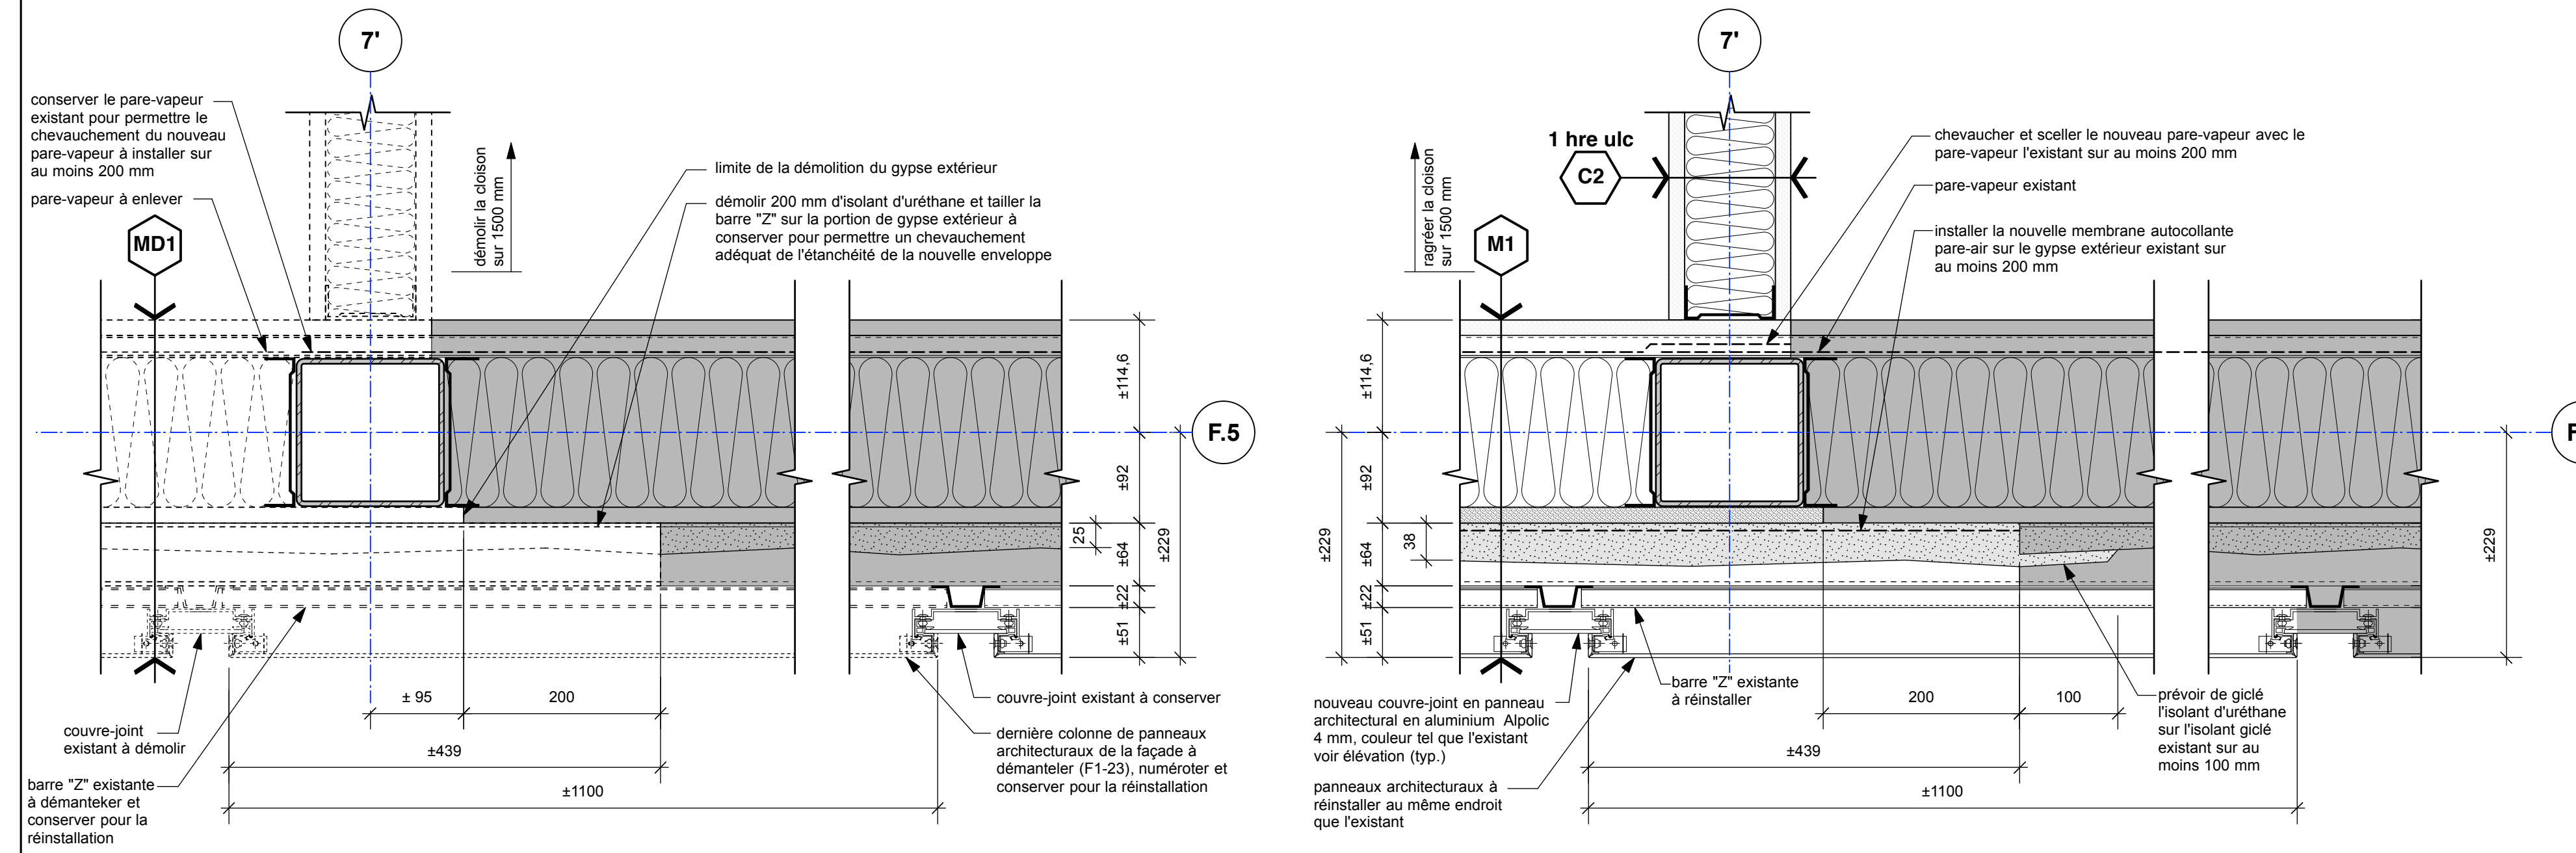 7'
conserver le pare-vapeur
existant pour permettre le
chevauchement du nouveau
pare-vapeur à installer sur
au moins 200 mm
pare-vapeur à enlever
MD1
démolir la cloison
sur 1500 mm
limite de la démolition du gypse extérieur
démolir 200 mm d'isolant d'uréthane et tailler la
barre "Z" sur la portion de gypse extérieur à
conserver pour permettre un chevauchement
adéquat de l'étanchéité de la nouvelle enveloppe
±114,6
F.5
±92
25
±64
±229
±22
±51
± 95
200
±439
±1100
couvre-joint
existant à démolir
barre "Z" existante
à démanteker et
conserver pour la
réinstallation
couvre-joint existant à conserver
dernière colonne de panneaux
architecturaux de la façade à
démanteler (F1-23), numéroter et
conserver pour la réinstallation
7'
1 hre ulc
C2
ragréer la cloison
sur 1500 mm
M1
chevaucher et sceller le nouveau pare-vapeur avec le
pare-vapeur l'existant sur au moins 200 mm
pare-vapeur existant
installer la nouvelle membrane autocollante
pare-air sur le gypse extérieur existant sur
au moins 200 mm
±114,6
F
±92
±229
±64
38
±22
±51
±229
nouveau couvre-joint en panneau
architectural en aluminium Alpolic
4 mm, couleur tel que l'existant
voir élévation (typ.)
panneaux architecturaux à
réinstaller au même endroit
que l'existant
barre "Z" existante
à réinstaller
200
100
±439
±1100
prévoir de giclé
l'isolant d'uréthane
sur l'isolant giclé
existant sur au
moins 100 mm